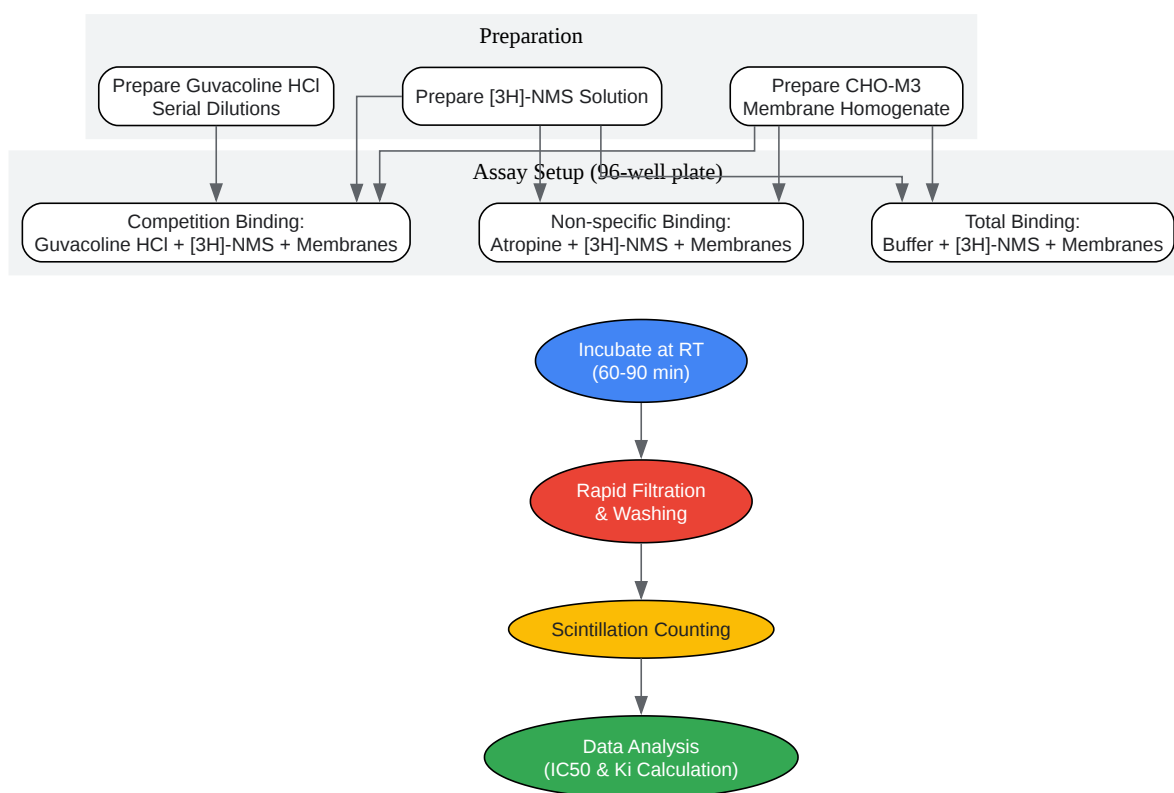 Preparation
Prepare Guvacoline HCl
Serial Dilutions
Prepare [3H]-NMS Solution
Prepare CHO-M3
Membrane Homogenate
Assay Setup (96-well plate)
Competition Binding:
Guvacoline HCl + [3H]-NMS + Membranes
Non-specific Binding:
Atropine + [3H]-NMS + Membranes
Total Binding:
Buffer + [3H]-NMS + Membranes
Incubate at RT
(60-90 min)
Rapid Filtration
& Washing
Scintillation Counting
Data Analysis
(IC50 & Ki Calculation)